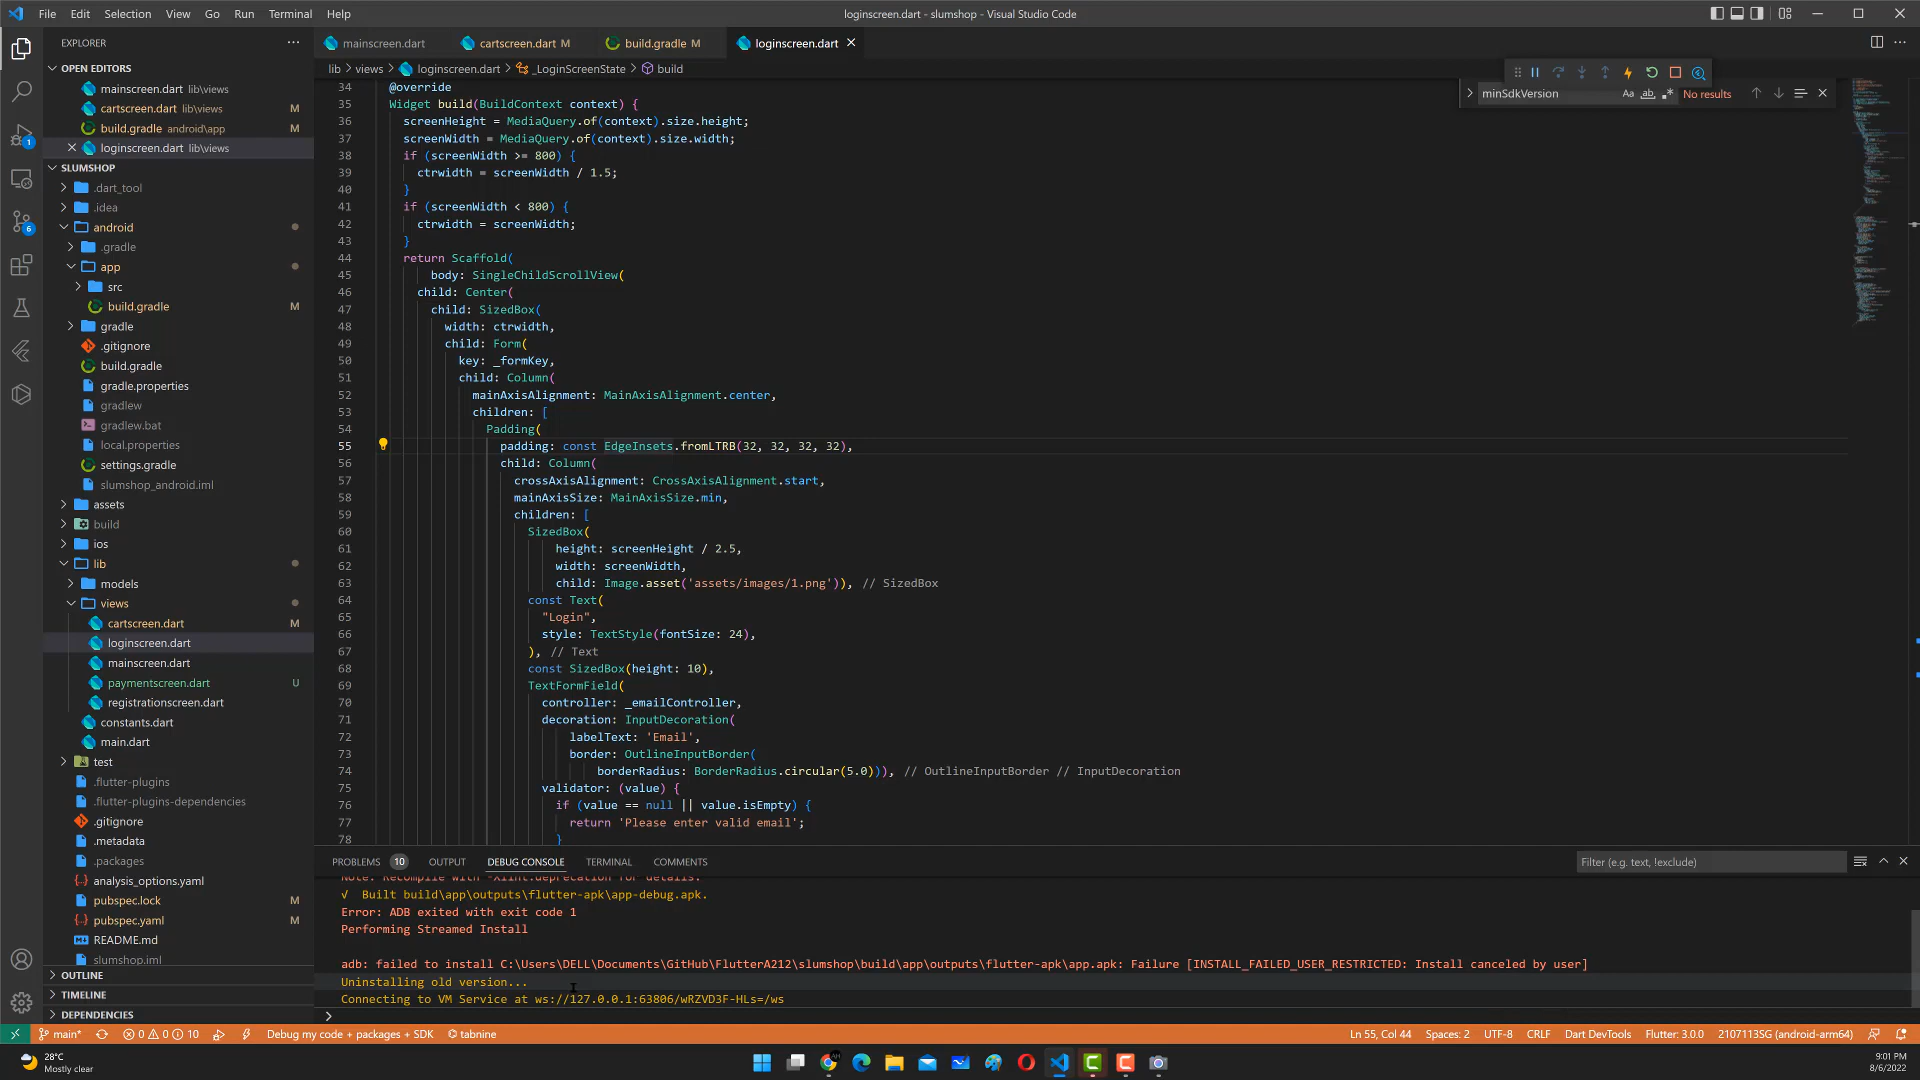 File Edit Selection View Go Run Terminal Help
loginscreen.dart - slumshop - Visual Studio Code
EXPLORER
OPEN EDITORS
mainscreen.dart lib\views
cartscreen.dart lib\views M
build.gradle android\app M
loginscreen.dart lib\views
SLUMSHOP
.dart_tool
.idea
android
.gradle
app
src
build.gradle M
gradle
.gitignore
build.gradle
gradle.properties
gradlew
gradlew.bat
local.properties
settings.gradle
slumshop_android.iml
assets
build
ios
lib
models
views
cartscreen.dart M
loginscreen.dart
mainscreen.dart
paymentscreen.dart U
registrationscreen.dart
constants.dart
main.dart
test
.flutter-plugins
.flutter-plugins-dependencies
.gitignore
.metadata
.packages
analysis_options.yaml
pubspec.lock M
pubspec.yaml M
README.md
slumshop.iml
OUTLINE
TIMELINE
DEPENDENCIES
mainscreen.dart cartscreen.dart M build.gradle M loginscreen.dart
lib > views > loginscreen.dart > _LoginScreenState > build
minSdkVersion Aa ab No results
34 @override
35 Widget build(BuildContext context) {
36 screenHeight = MediaQuery.of(context).size.height;
37 screenWidth = MediaQuery.of(context).size.width;
38 if (screenWidth >= 800) {
39 ctrwidth = screenWidth / 1.5;
40 }
41 if (screenWidth < 800) {
42 ctrwidth = screenWidth;
43 }
44 return Scaffold(
45 body: SingleChildScrollView(
46 child: Center(
47 child: SizedBox(
48 width: ctrwidth,
49 child: Form(
50 key: _formKey,
51 child: Column(
52 mainAxisAlignment: MainAxisAlignment.center,
53 children: [
54 Padding(
55 padding: const EdgeInsets.fromLTRB(32, 32, 32, 32),
56 child: Column(
57 crossAxisAlignment: CrossAxisAlignment.start,
58 mainAxisSize: MainAxisSize.min,
59 children: [
60 SizedBox(
61 height: screenHeight / 2.5,
62 width: screenWidth,
63 child: Image.asset('assets/images/1.png')), // SizedBox
64 const Text(
65 "Login",
66 style: TextStyle(fontSize: 24),
67 ), // Text
68 const SizedBox(height: 10),
69 TextFormField(
70 controller: _emailController,
71 decoration: InputDecoration(
72 labelText: 'Email',
73 border: OutlineInputBorder(
74 borderRadius: BorderRadius.circular(5.0))), // OutlineInputBorder // InputDecoration
75 validator: (value) {
76 if (value == null || value.isEmpty) {
77 return 'Please enter valid email';
78 }
PROBLEMS 10 OUTPUT DEBUG CONSOLE TERMINAL COMMENTS
Filter (e.g. text, !exclude)
Note: Recompile with -Xlint:deprecation for details.
√ Built build\app\outputs\flutter-apk\app-debug.apk.
Error: ADB exited with exit code 1
Performing Streamed Install
adb: failed to install C:\Users\DELL\Documents\GitHub\FlutterA212\slumshop\build\app\outputs\flutter-apk\app.apk: Failure [INSTALL_FAILED_USER_RESTRICTED: Install canceled by user]
Uninstalling old version...
Connecting to VM Service at ws://127.0.0.1:63806/wRZVD3F-HLs=/ws
main* 0 0 10 Debug my code + packages + SDK tabnine
Ln 55, Col 44 Spaces: 2 UTF-8 CRLF Dart DevTools Flutter: 3.0.0 2107113SG (android-arm64)
28°C
Mostly clear
9:01 PM
8/6/2022